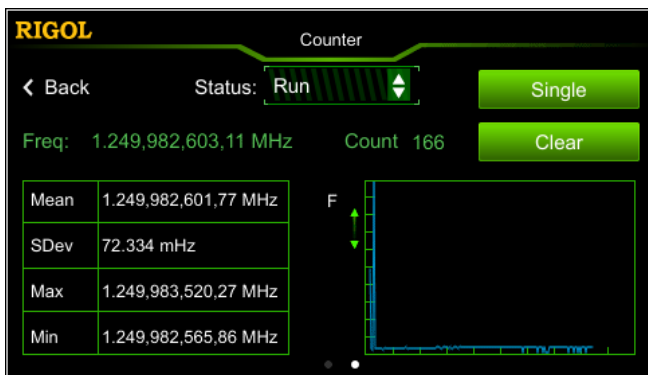 RIGOL
Counter
Back Status: Run Single
Freq: 1.249,982,603,11 MHz Count 166 Clear
Mean 1.249,982,601,77 MHz
F
SDev 72.334 mHz
Max 1.249,983,520,27 MHz
Min 1.249,982,565,86 MHz